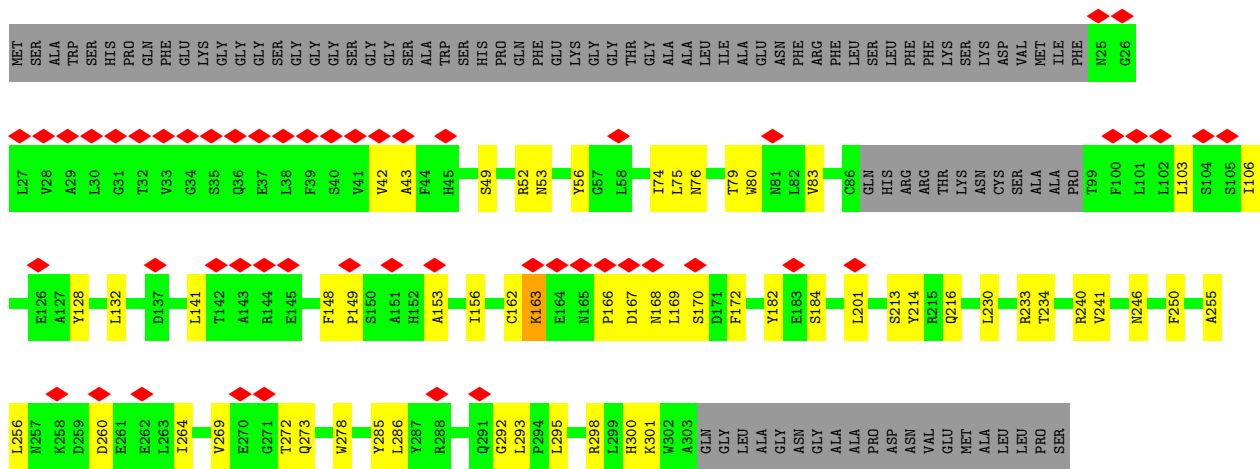 MET SER ALA TRP SER HIS PRO GLN PHE GLU LYS GLY GLY GLY SER GLY GLY GLY SER GLY GLY SER ALA TRP SER HIS PRO GLN PHE GLU LYS GLY GLY THR GLY ALA ALA LEU ILE ALA GLU ASN PHE ARG PHE LEU SER LEU PHE PHE LYS SER LYS ASP VAL MET ILE PHE N25 G26
L27 V28 A29 L30 G31 T32 V33 G34 S35 Q36 E37 L38 F39 S40 V41 V42 A43 F44 H45 S49 R52 N53 Y56 G57 L58 I74 L75 N76 T79 W80 N81 L82 V83 C86 GLN HIS ARG ARG THR LYS ASN CYS SER ALA ALA PRO T99 F100 L101 L102 L103 S104 S105 I106
E126 A127 Y128 L132 D137 L141 T142 A143 R144 E145 F148 P149 S150 A151 H152 A153 I156 C162 K163 E164 N165 P166 D167 N168 L169 S170 D171 F172 Y182 E183 S184 L201 S213 Y214 R215 Q216 L230 R233 T234 R240 V241 N246 F250 A255
L256 N257 K258 D259 D260 E261 E262 L263 I264 V269 E270 G271 T272 Q273 W278 Y285 L286 Y287 R288 Q291 G292 L293 P294 L295 R298 L299 H300 K301 W302 A303 GLN GLY LEU ALA GLY ASN GLY ALA ALA PRO ASP ASN VAL GLU MET ALA LEU LEU PRO SER